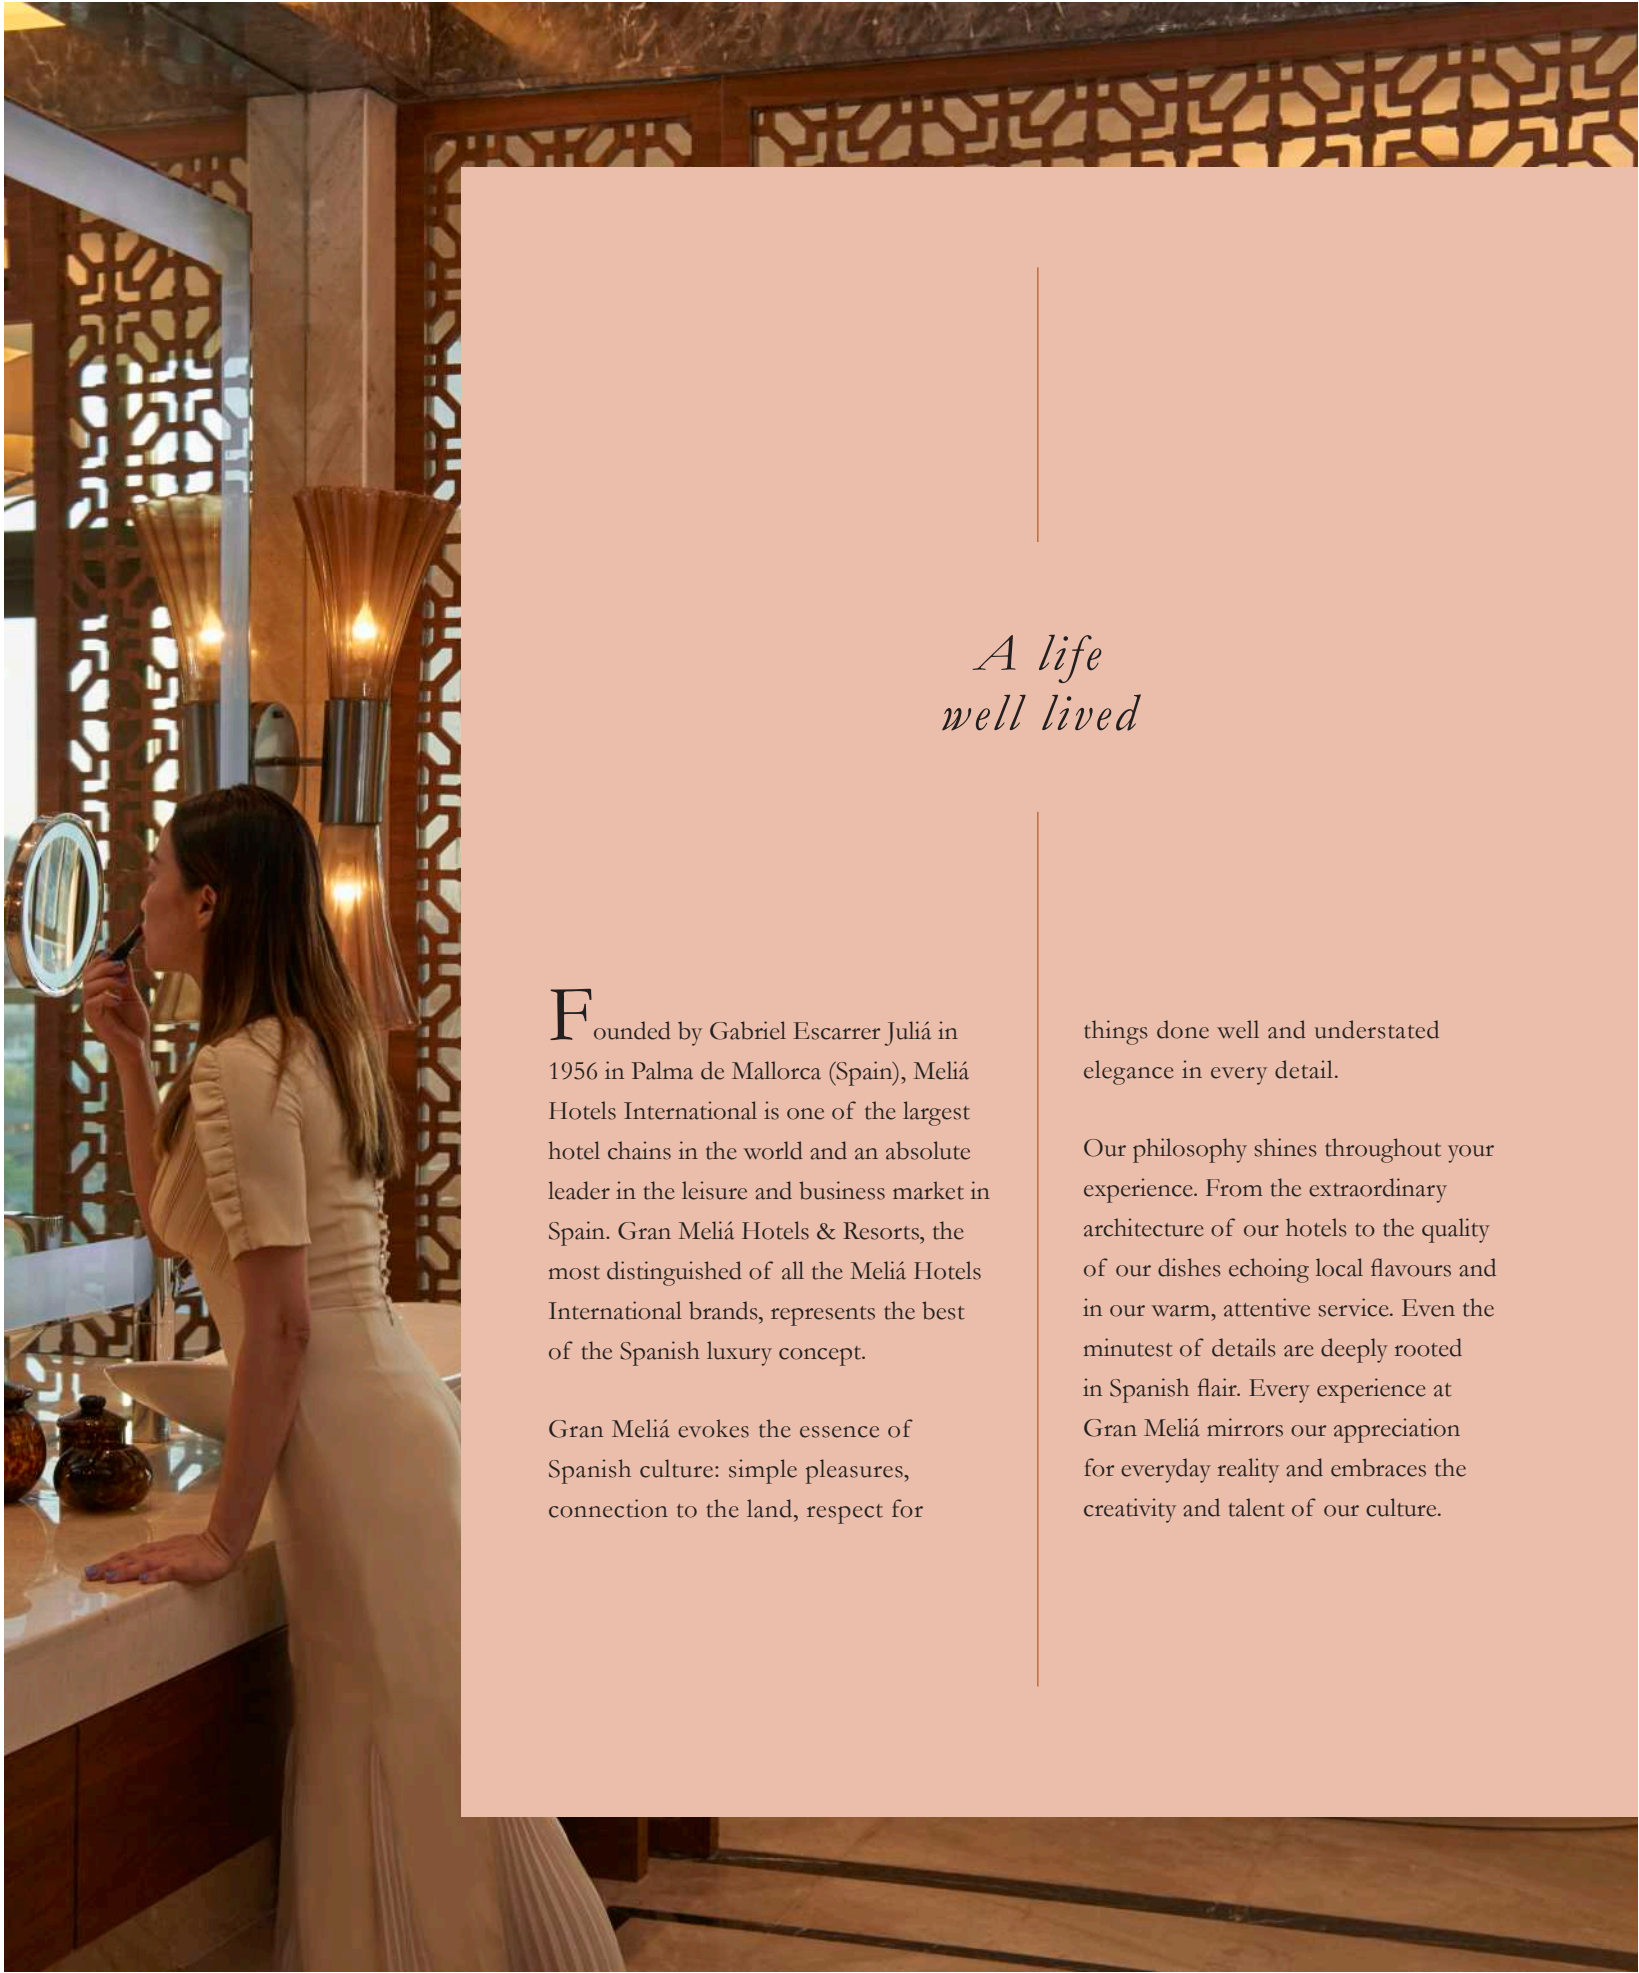 A life
well lived
Founded by Gabriel Escarrer Juliá in
1956 in Palma de Mallorca (Spain), Meliá
Hotels International is one of the largest
hotel chains in the world and an absolute
leader in the leisure and business market in
Spain. Gran Meliá Hotels & Resorts, the
most distinguished of all the Meliá Hotels
International brands, represents the best
of the Spanish luxury concept.
Gran Meliá evokes the essence of
Spanish culture: simple pleasures,
connection to the land, respect for
things done well and understated
elegance in every detail.
Our philosophy shines throughout your
experience. From the extraordinary
architecture of our hotels to the quality
of our dishes echoing local flavours and
in our warm, attentive service. Even the
minutest of details are deeply rooted
in Spanish flair. Every experience at
Gran Meliá mirrors our appreciation
for everyday reality and embraces the
creativity and talent of our culture.